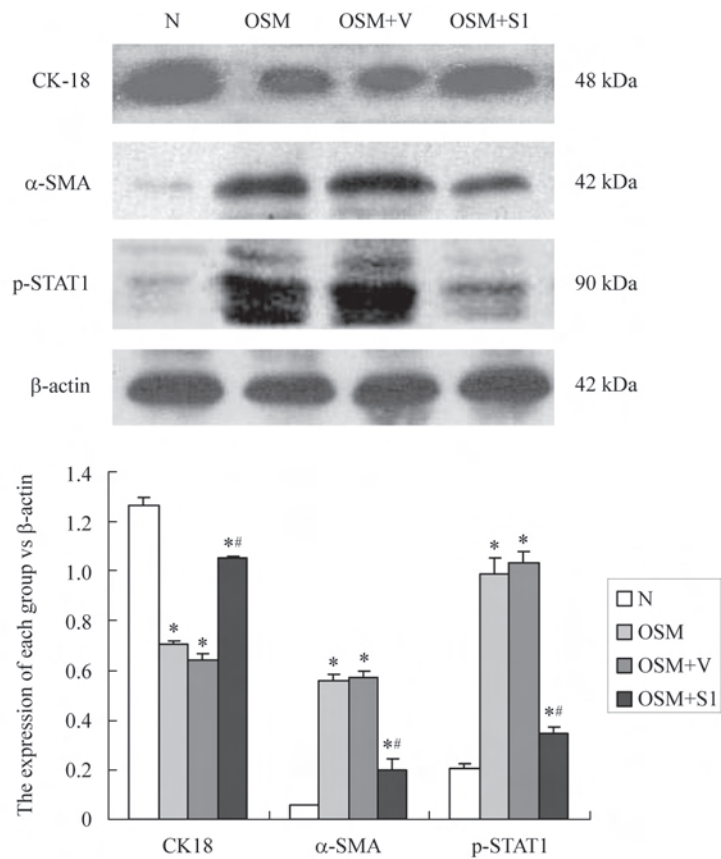 N OSM OSM+V OSM+S1
CK-18 48 kDa
α-SMA 42 kDa
p-STAT1 90 kDa
β-actin 42 kDa
The expression of each group vs β-actin
1.4
1.2
1.0
0.8
0.6
0.4
0.2
0
* * *#
* * *#
* * *#
CK18 α-SMA p-STAT1
N
OSM
OSM+V
OSM+S1